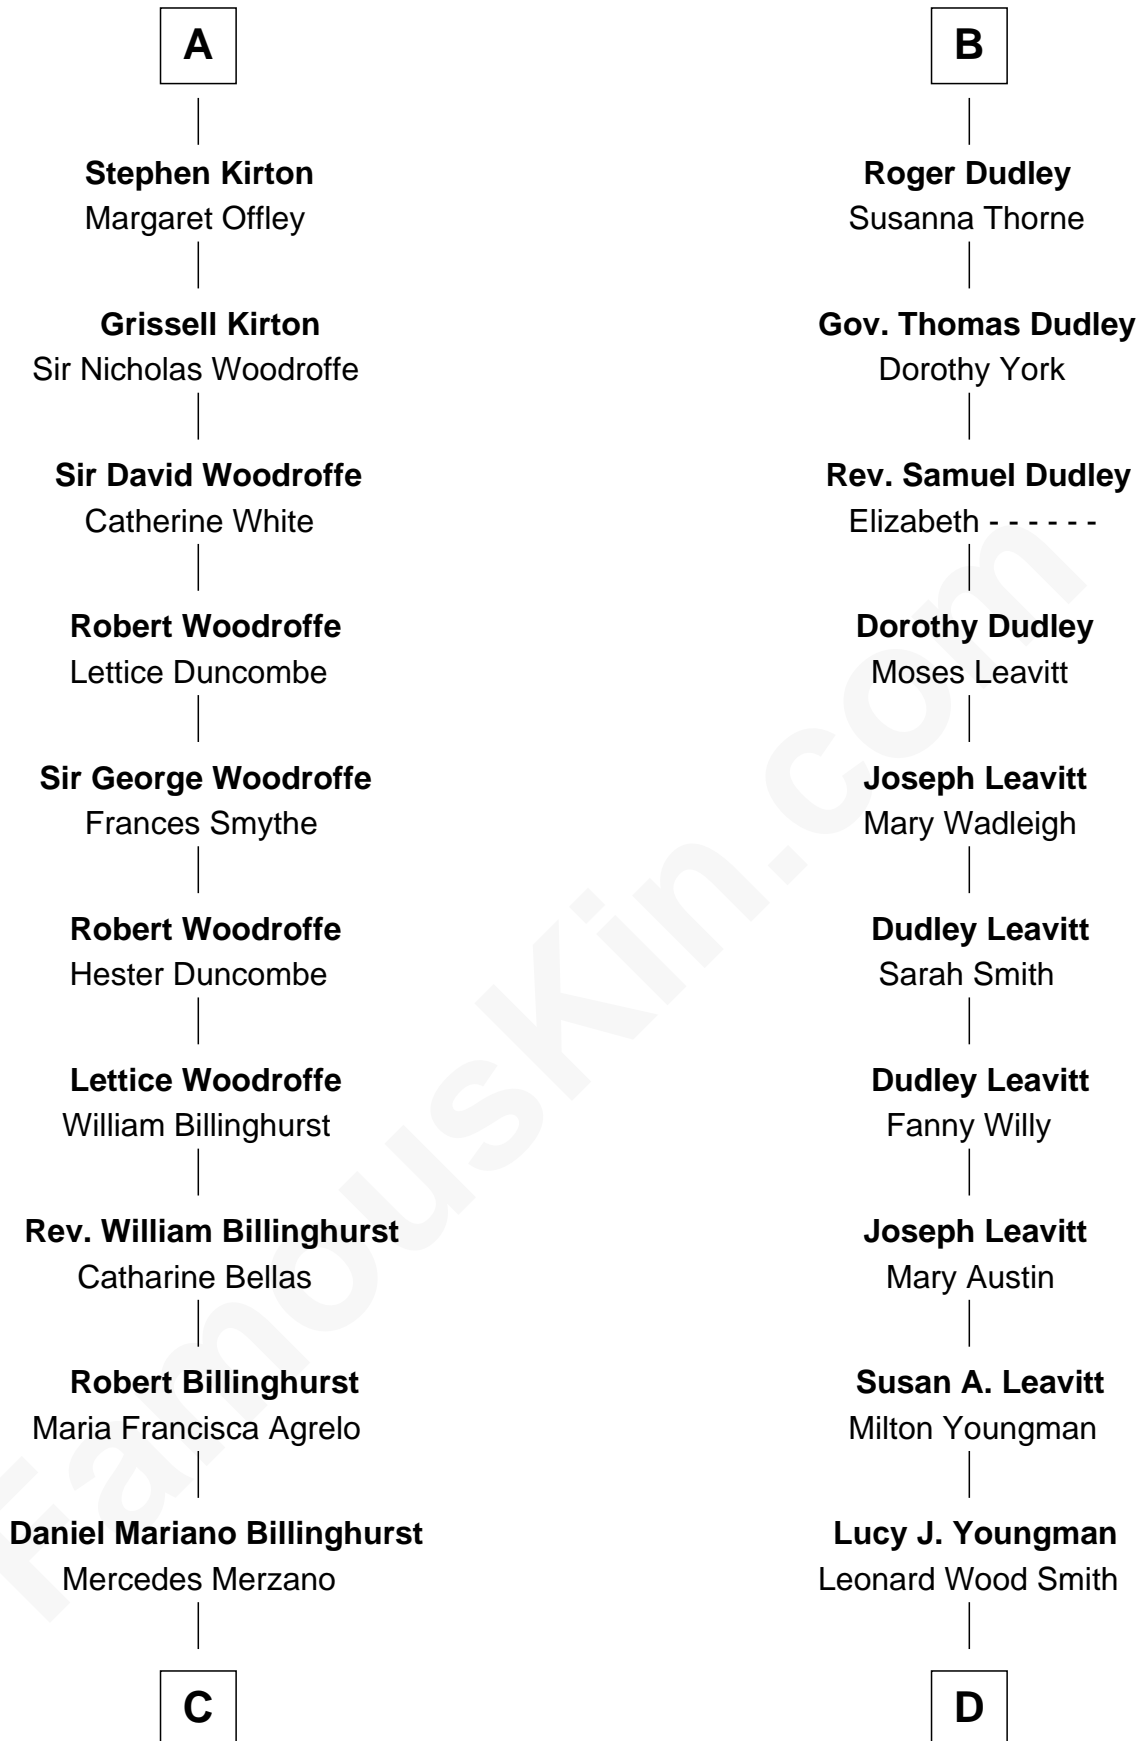 A
Stephen Kirton
Margaret Offley
Grissell Kirton
Sir Nicholas Woodroffe
Sir David Woodroffe
Catherine White
Robert Woodroffe
Lettice Duncombe
Sir George Woodroffe
Frances Smythe
Robert Woodroffe
Hester Duncombe
Lettice Woodroffe
William Billinghurst
Rev. William Billinghurst
Catharine Bellas
Robert Billinghurst
Maria Francisca Agrelo
Daniel Mariano Billinghurst
Mercedes Merzano
C
B
Roger Dudley
Susanna Thorne
Gov. Thomas Dudley
Dorothy York
Rev. Samuel Dudley
Elizabeth - - - - - -
Dorothy Dudley
Moses Leavitt
Joseph Leavitt
Mary Wadleigh
Dudley Leavitt
Sarah Smith
Dudley Leavitt
Fanny Willy
Joseph Leavitt
Mary Austin
Susan A. Leavitt
Milton Youngman
Lucy J. Youngman
Leonard Wood Smith
D
FamousKin.com